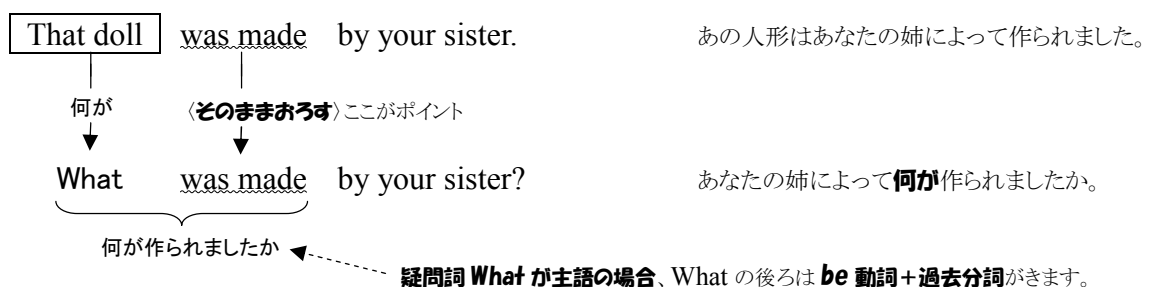 That doll was made by your sister. あの人形はあなたの姉によって作られました。
何が 〈そのままおろす〉ここがポイント
What was made by your sister? あなたの姉によって何が作られましたか。
何が作られましたか
疑問詞 What が主語の場合、What の後ろは be 動詞+過去分詞がきます。